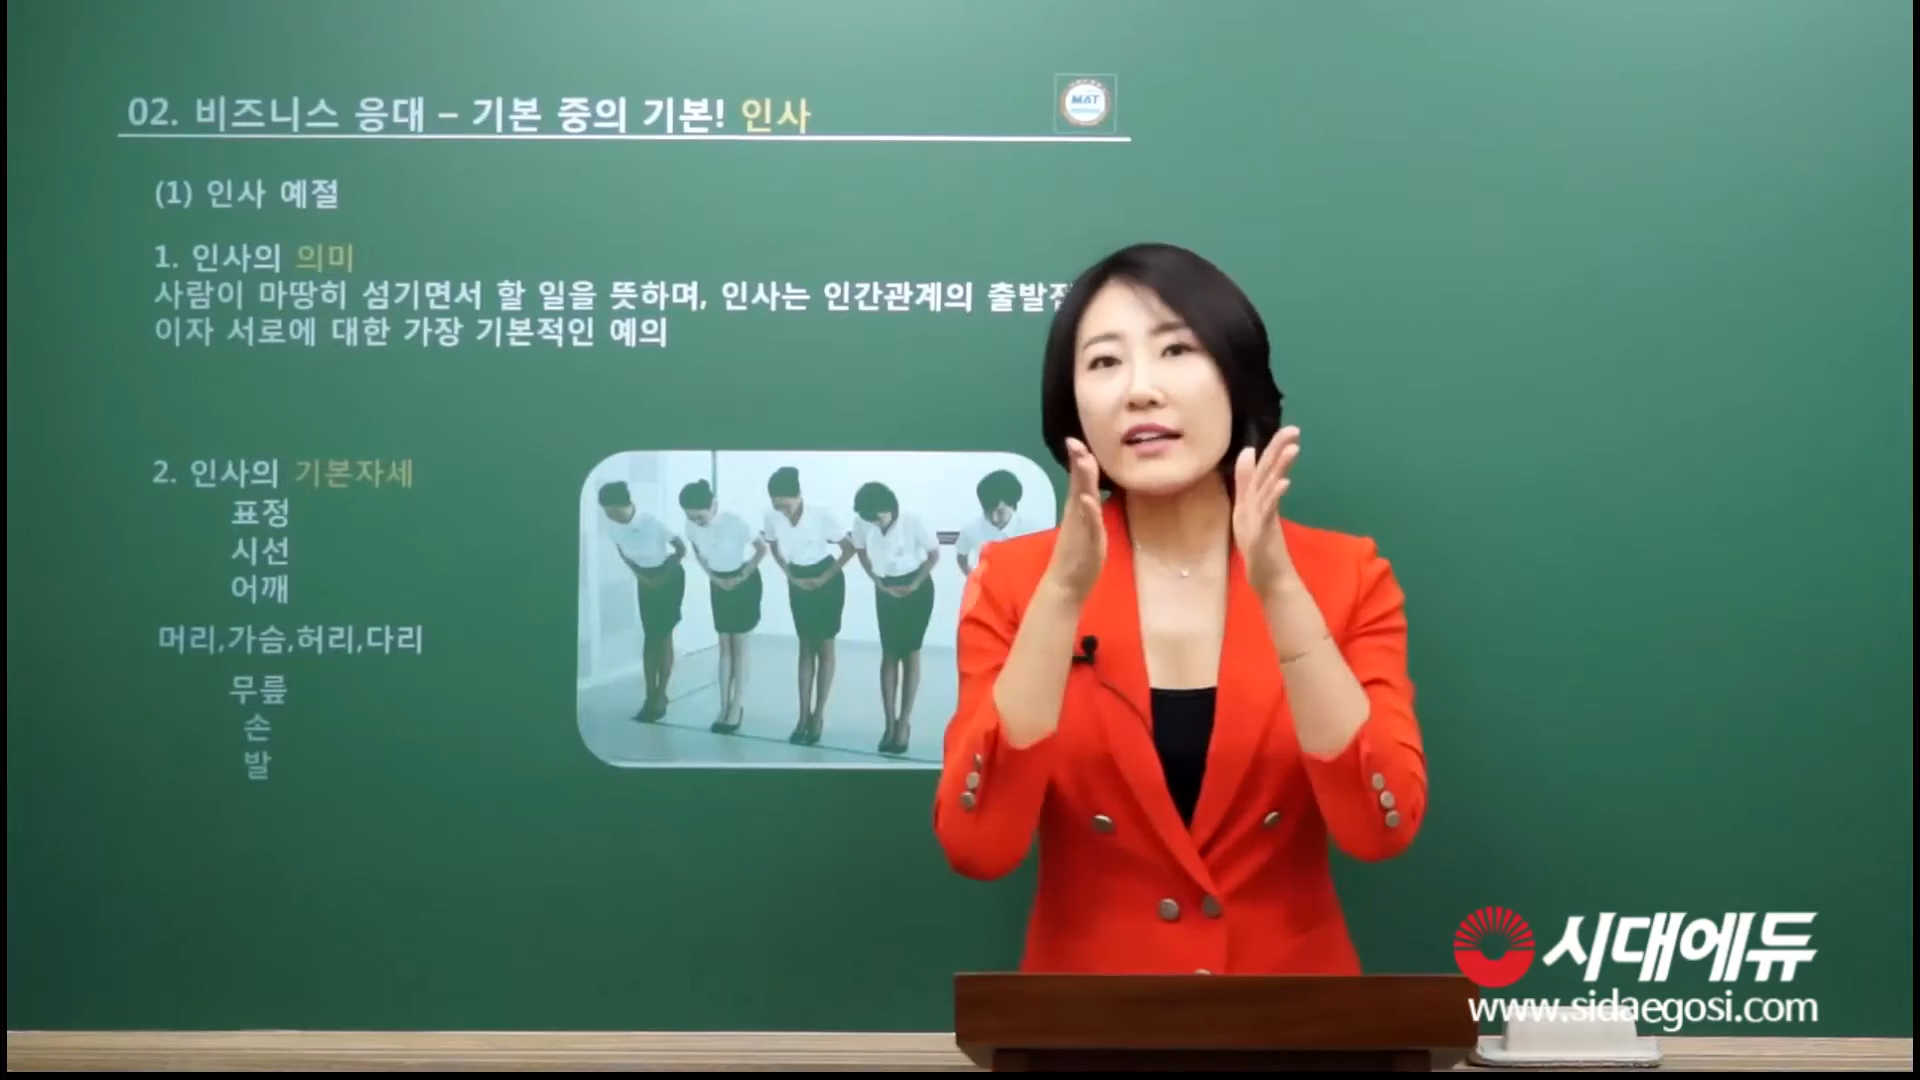 02. 비즈니스 응대 – 기본 중의 기본! 인사
MAT
(1) 인사 예절
1. 인사의 의미
사람이 마땅히 섬기면서 할 일을 뜻하며, 인사는 인간관계의
이자 서로에 대한 가장 기본적인 예의
2. 인사의 기본자세
표정
시선
어깨
머리,가슴,허리,다리
무릎
손
발
시대에듀
www.sidaegosi.com